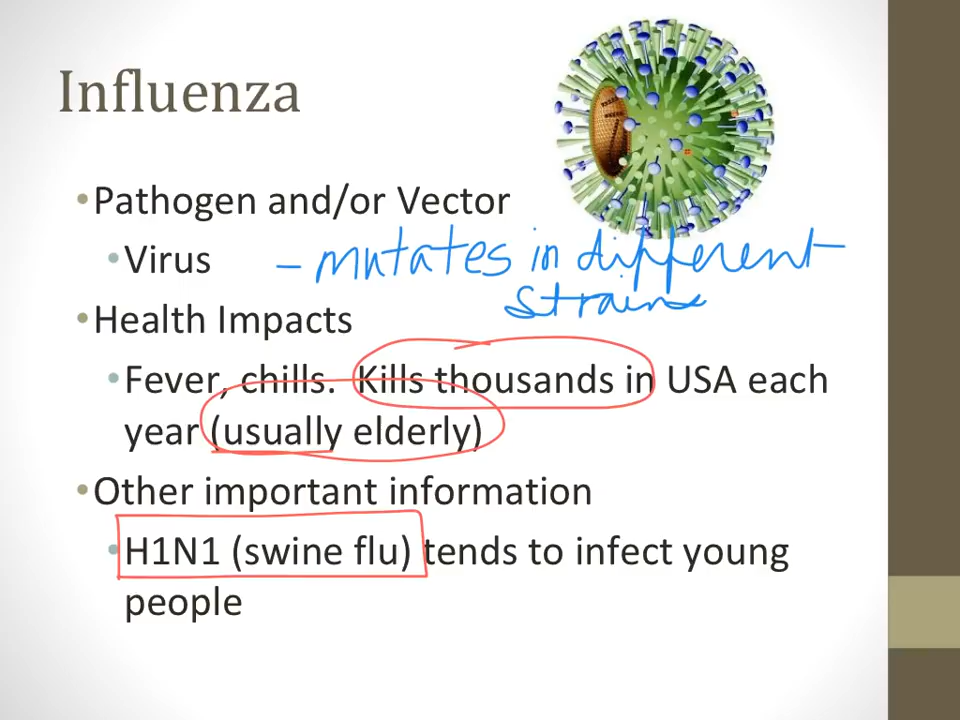 Influenza
•Pathogen and/or Vector
•Virus – mutates in different
strains
•Health Impacts
•Fever, chills. Kills thousands in USA each
year (usually elderly)
•Other important information
•H1N1 (swine flu) tends to infect young
people